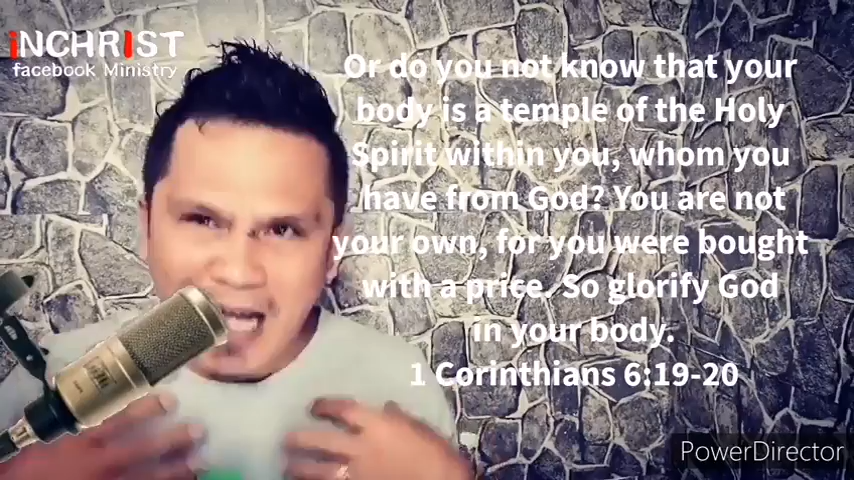 iNCHRIST
facebook Ministry
Or do you not know that your
body is a temple of the Holy
Spirit within you, whom you
have from God? You are not
your own, for you were bought
with a price. So glorify God
in your body.
1 Corinthians 6:19-20
PowerDirector